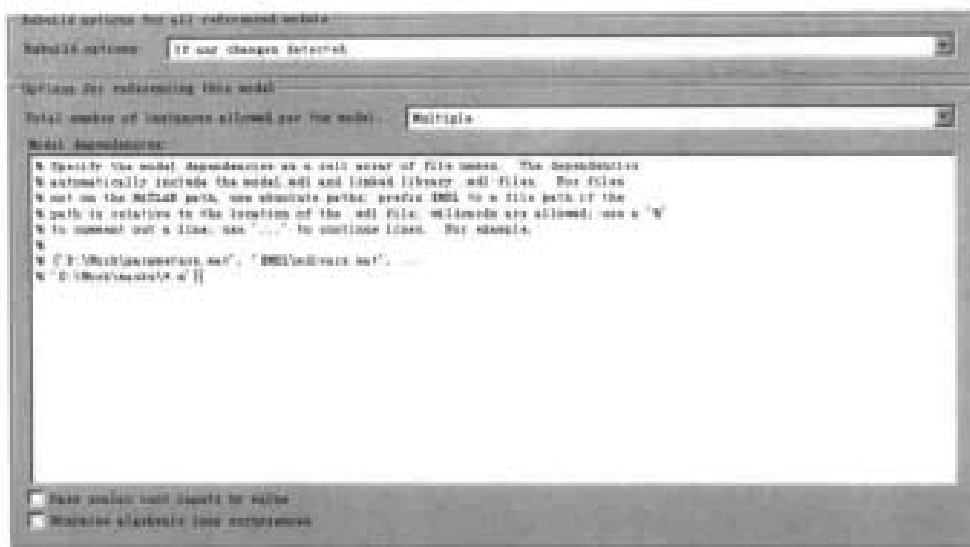 Rebuild options for all referenced models
Rebuild options: If any changes detected
Options for referencing this model
Total number of instances allowed per top model: Multiple
Model dependencies:
% Specify the model dependencies as a cell array of file names. The dependencies
% automatically include the model mdl and linked library mdl files. For files
% not on the MATLAB path, use absolute paths; prefix $MDL to a file path if the
% path is relative to the location of the mdl file; wildcards are allowed; use a '%'
% to comment out a line; use '...' to continue lines. For example,
%
% {'D:\Work\parameters.mat', '$MDL\mdlvars.mat', ...
% 'D:\Work\masks\*.m'}
Pass scalar root inputs by value
Minimize algebraic loop occurrences